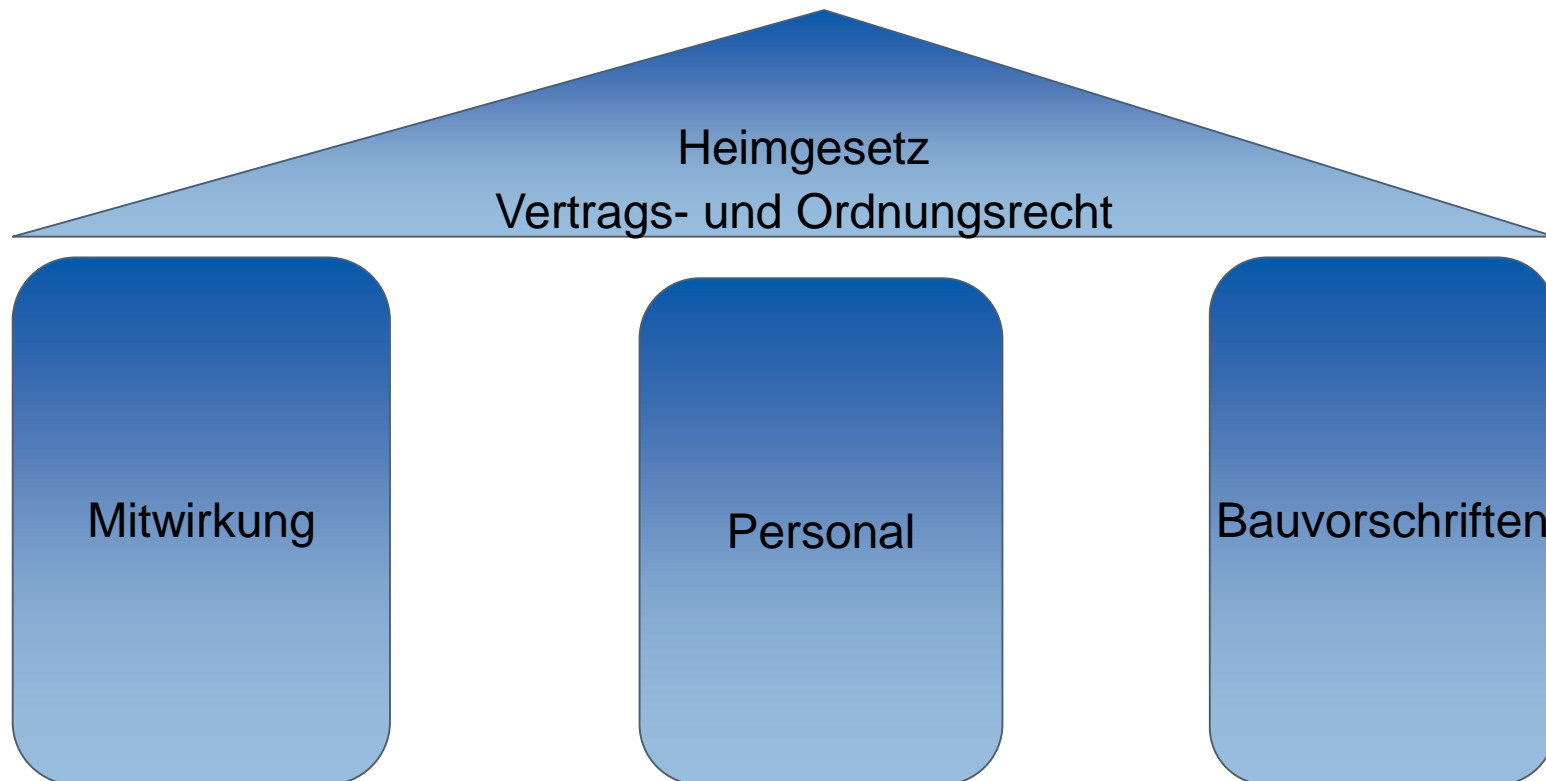 Heimgesetz
Vertrags- und Ordnungsrecht
Mitwirkung
Personal
Bauvorschriften